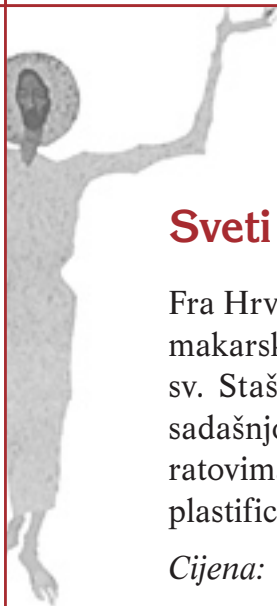 Sveti
Fra Hrv
makarsk
sv. Staš
sadašnjo
ratovim
plastific
Cijena: